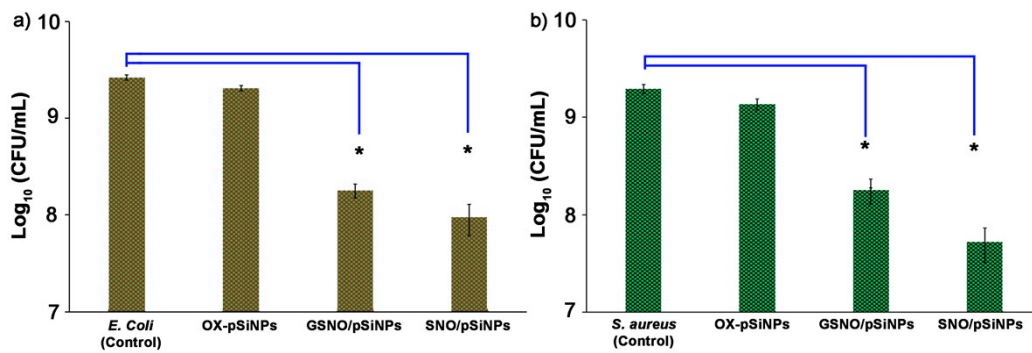 a)
10
9
8
7
Log10 (CFU/mL)
*
*
E. Coli
(Control)
OX-pSiNPs
GSNO/pSiNPs
SNO/pSiNPs
b)
10
9
8
7
Log10 (CFU/mL)
*
*
S. aureus
(Control)
OX-pSiNPs
GSNO/pSiNPs
SNO/pSiNPs